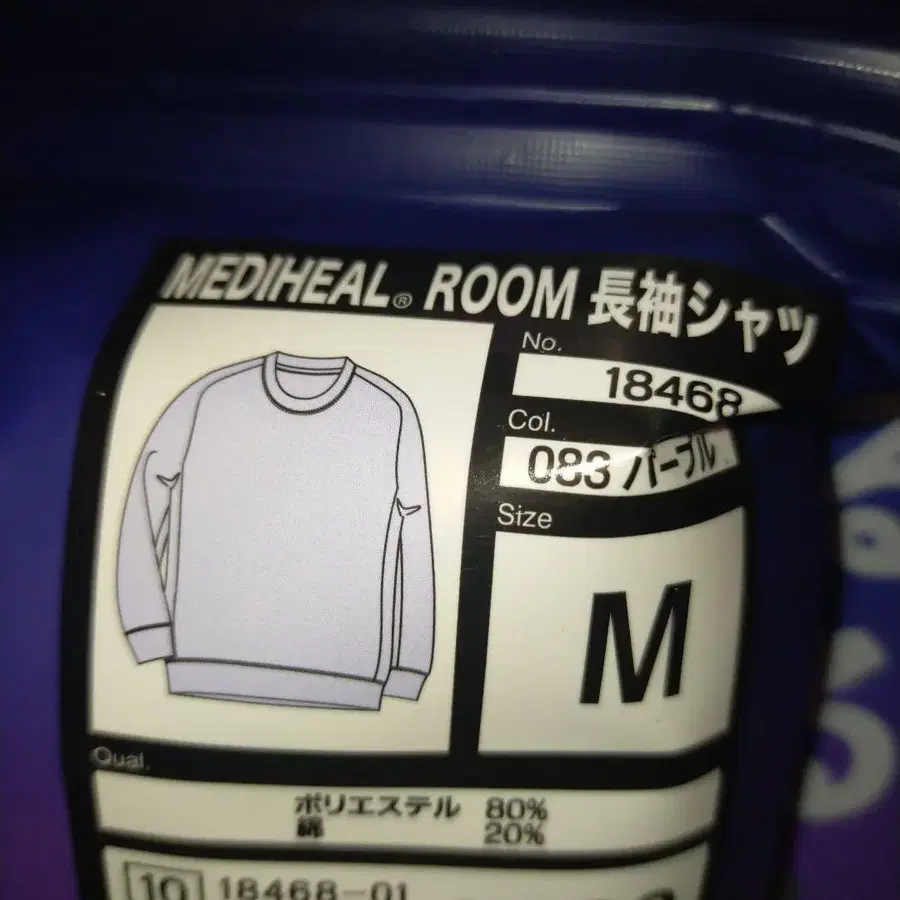 MEDIHEAL® ROOM 長袖シャツ
No.
18468
Col.
083 パープル
Size
M
Qual.
ポリエステル 80%
綿 20%
10 18468-01